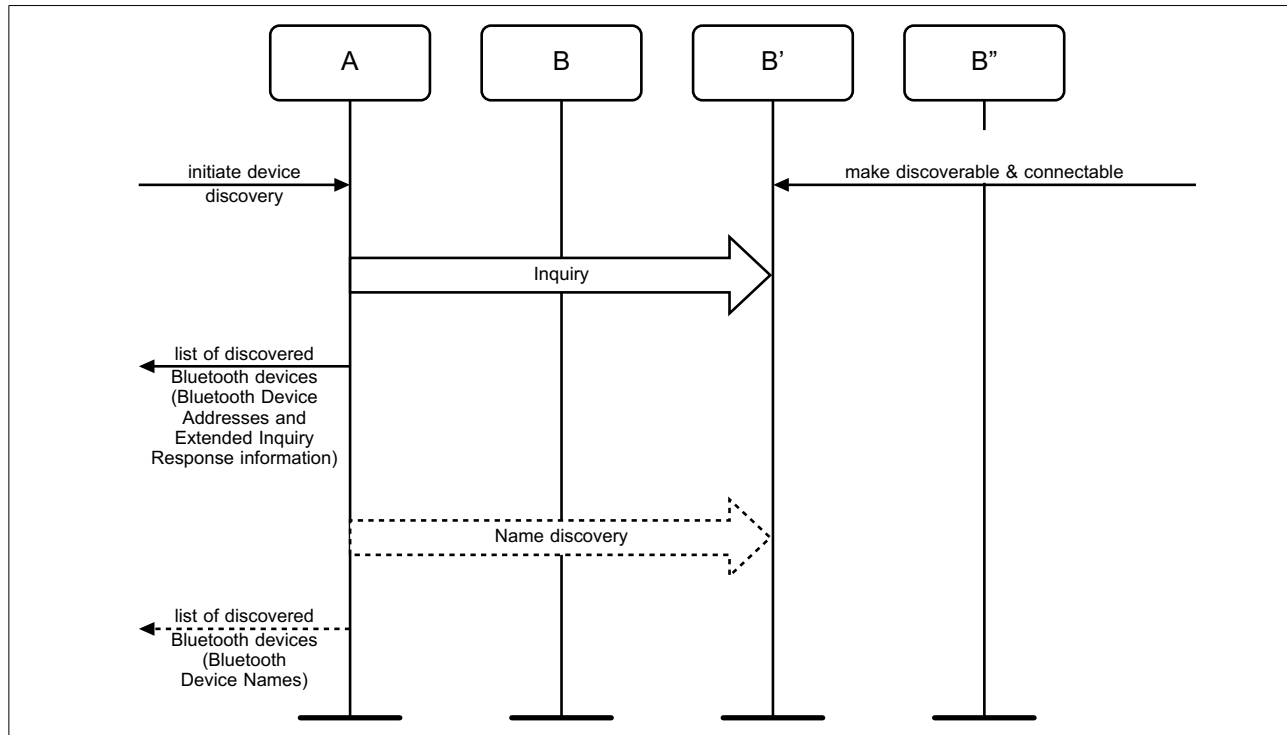 A
B
B’
B”
initiate device
discovery
make discoverable & connectable
Inquiry
list of discovered
Bluetooth devices
(Bluetooth Device
Addresses and
Extended Inquiry
Response information)
Name discovery
list of discovered
Bluetooth devices
(Bluetooth
Device Names)